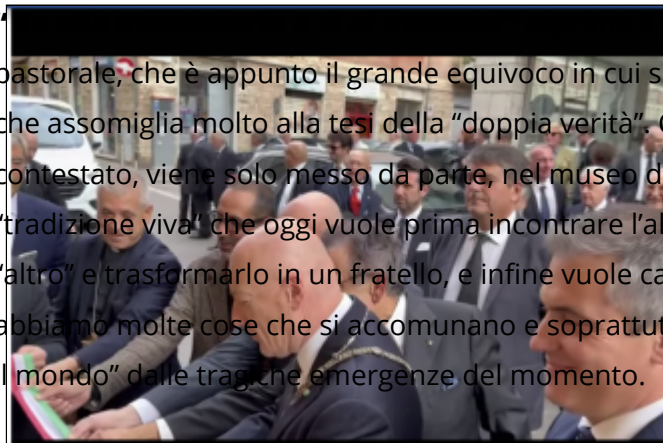 “
pastorale, che è appunto il grande equivoco in cui s
che assomiglia molto alla tesi della “doppia verità”.
contestato, viene solo messo da parte, nel museo d
“tradizione viva” che oggi vuole prima incontrare l’a
“altro” e trasformarlo in un fratello, e infine vuole ca
abbiamo molte cose che si accomunano e soprattut
l mondo” dalle tragiche emergenze del momento.